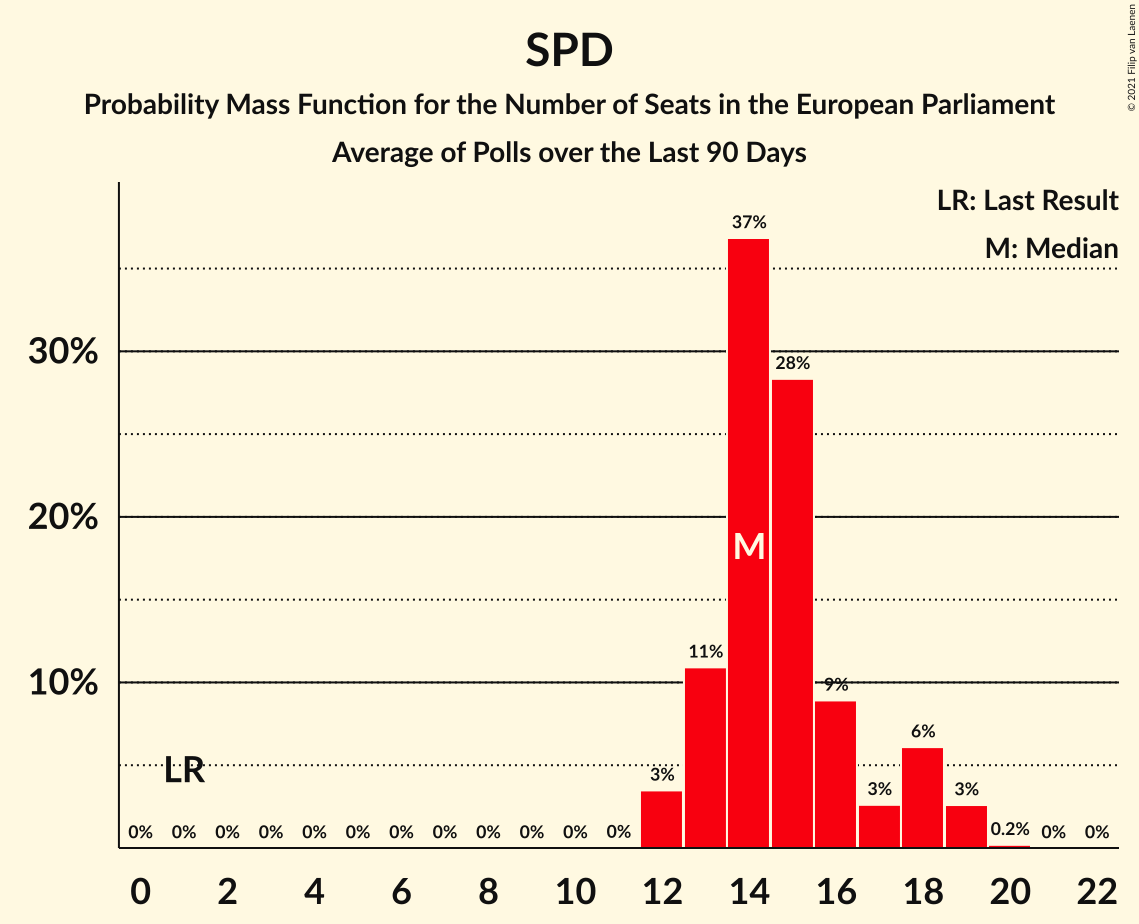 © 2021 Filip van Laenen
SPD
Probability Mass Function for the Number of Seats in the European Parliament
Average of Polls over the Last 90 Days
LR: Last Result
M: Median
37%
30%
28%
20%
M
11%
10%
9%
6%
LR
3%
3%
3%
0% 0% 0% 0% 0% 0% 0% 0% 0% 0% 0% 0% 0.2% 0% 0%
0 2 4 6 8 10 12 14 16 18 20 22